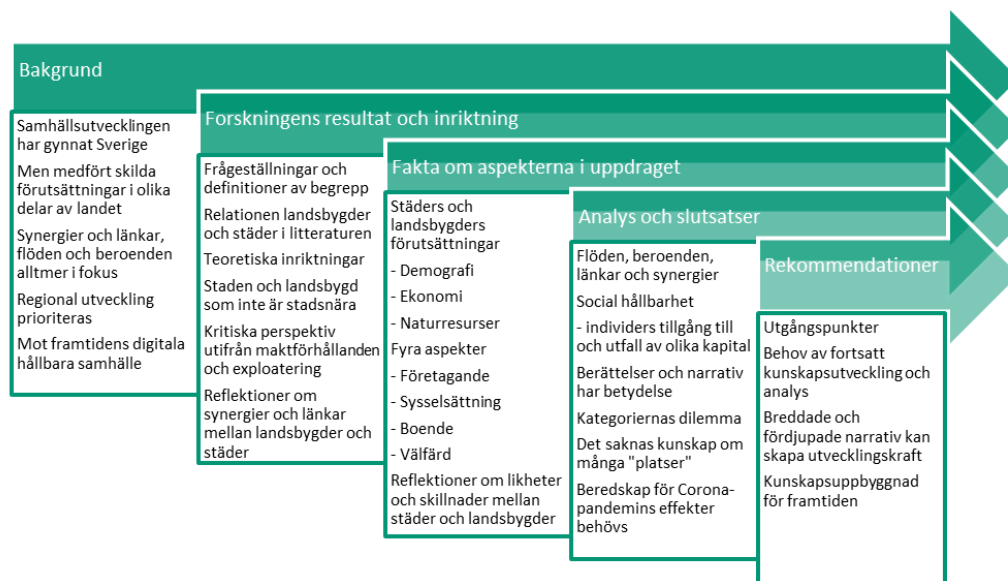 Bakgrund
Samhällsutvecklingen
har gynnat Sverige
Men medfört skilda
förutsättningar i olika
delar av landet
Synergier och länkar,
flöden och beroenden
alltmer i fokus
Regional utveckling
prioriteras
Mot framtidens digitala
hållbara samhälle
Forskningens resultat och inriktning
Frågeställningar och
definitioner av begrepp
Relationen landsbygder
och städer i litteraturen
Teoretiska inriktningar
Staden och landsbygd
som inte är stadsnära
Kritiska perspektiv
utifrån maktförhållanden
och exploatering
Reflektioner om
synergier och länkar
mellan landsbygder och
städer
Fakta om aspekterna i uppdraget
Städers och
landsbygders
förutsättningar
- Demografi
- Ekonomi
- Naturresurser
Fyra aspekter
- Företagande
- Sysselsättning
- Boende
- Välfärd
Reflektioner om likheter
och skillnader mellan
städer och landsbygder
Analys och slutsatser
Flöden, beroenden,
länkar och synergier
Social hållbarhet
- individers tillgång till
och utfall av olika kapital
Berättelser och narrativ
har betydelse
Kategoriernas dilemma
Det saknas kunskap om
många "platser"
Beredskap för Corona-
pandemins effekter
behövs
Rekommendationer
Utgångspunkter
Behov av fortsatt
kunskapsutveckling och
analys
Breddade och
fördjupade narrativ kan
skapa utvecklingskraft
Kunskapsuppbyggnad
för framtiden